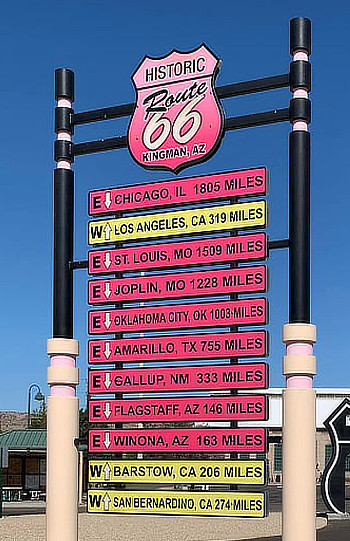 HISTORIC
Route
66
KINGMAN, AZ
E↓ CHICAGO, IL 1805 MILES
W↑ LOS ANGELES, CA 319 MILES
E↓ ST. LOUIS, MO 1509 MILES
E↓ JOPLIN, MO 1228 MILES
E↓ OKLAHOMA CITY, OK 1003 MILES
E↓ AMARILLO, TX 755 MILES
E↓ GALLUP, NM 333 MILES
E↓ FLAGSTAFF, AZ 146 MILES
E↓ WINONA, AZ 163 MILES
W↑ BARSTOW, CA 206 MILES
W↑ SAN BERNARDINO, CA 274 MILES